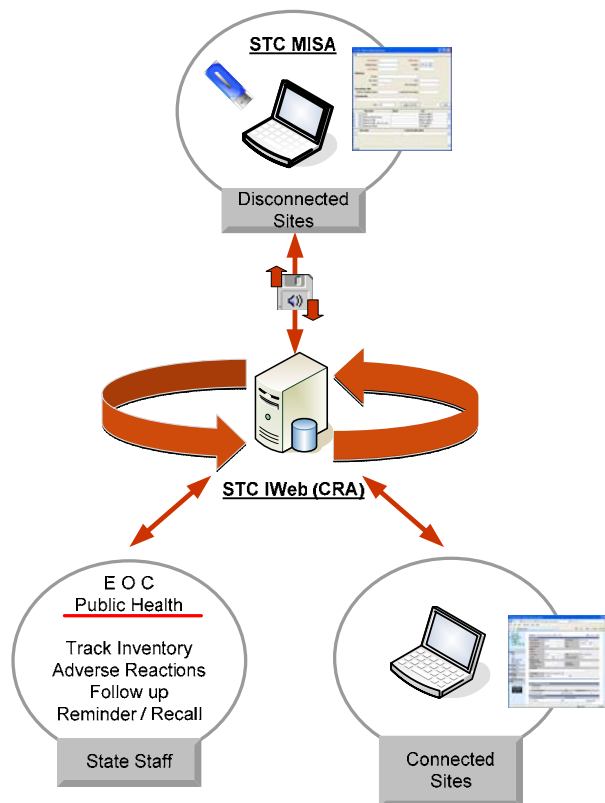 STC MISA
Disconnected
Sites
STC IWeb (CRA)
E O C
Public Health
Track Inventory
Adverse Reactions
Follow up
Reminder / Recall
State Staff
Connected
Sites